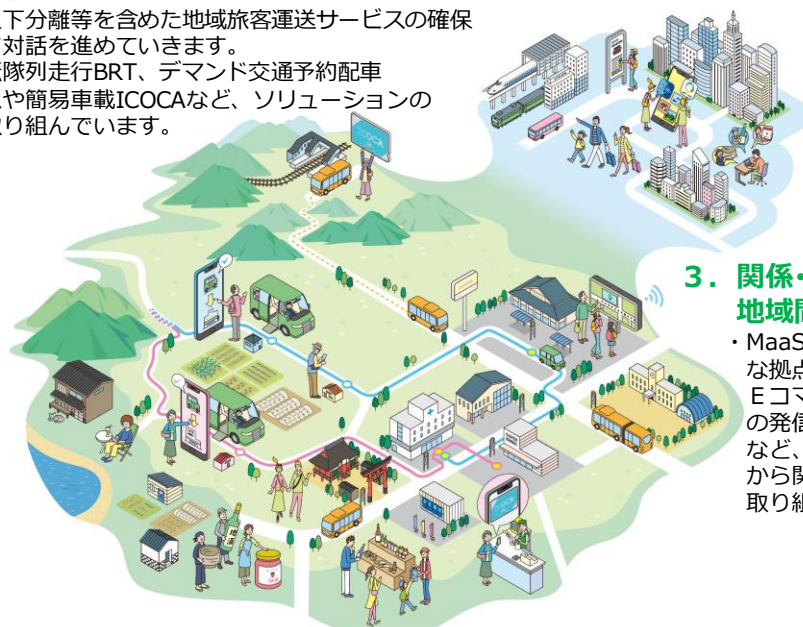 下分離等を含めた地域旅客運送サービスの確保
対話を進めていきます。
隊列走行BRT、デマンド交通予約配車
や簡易車載ICOCAなど、ソリューションの
り組んでいます。
ICOCA
3. 関係・
地域間
・MaaS
な拠点
Eコマ
の発信
など、
から関
取り組